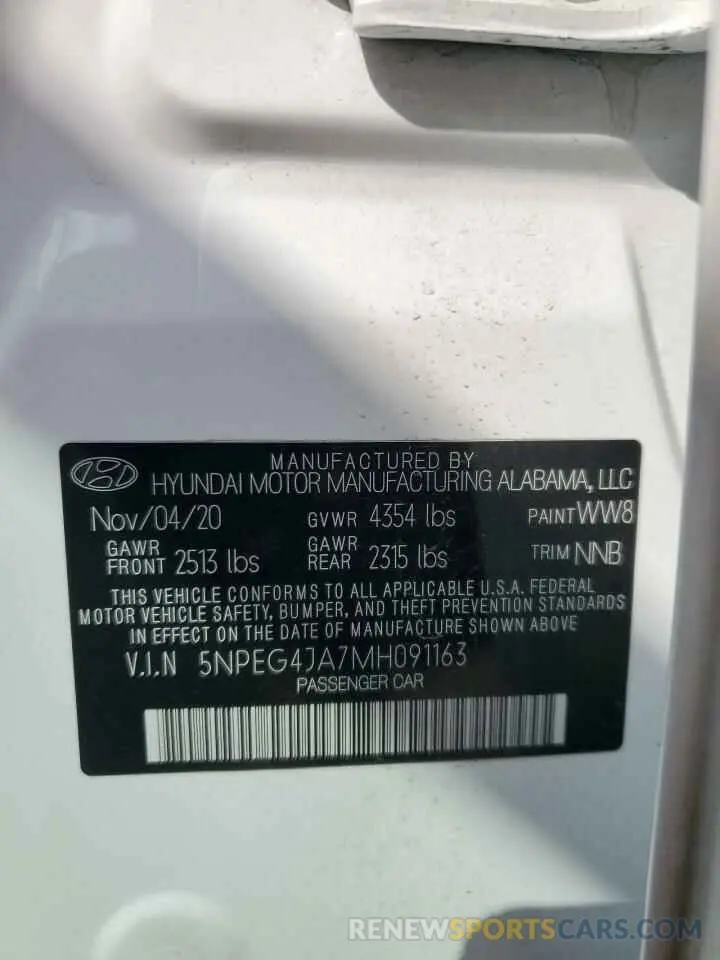 MANUFACTURED BY
HYUNDAI MOTOR MANUFACTURING ALABAMA, LLC
Nov/04/20 GVWR 4354 lbs PAINT WW8
GAWR FRONT 2513 lbs GAWR REAR 2315 lbs TRIM NNB
THIS VEHICLE CONFORMS TO ALL APPLICABLE U.S.A. FEDERAL
MOTOR VEHICLE SAFETY, BUMPER, AND THEFT PREVENTION STANDARDS
IN EFFECT ON THE DATE OF MANUFACTURE SHOWN ABOVE
V.I.N 5NPEG4JA7MH091163
PASSENGER CAR
RENEWSPORTSCARS.COM